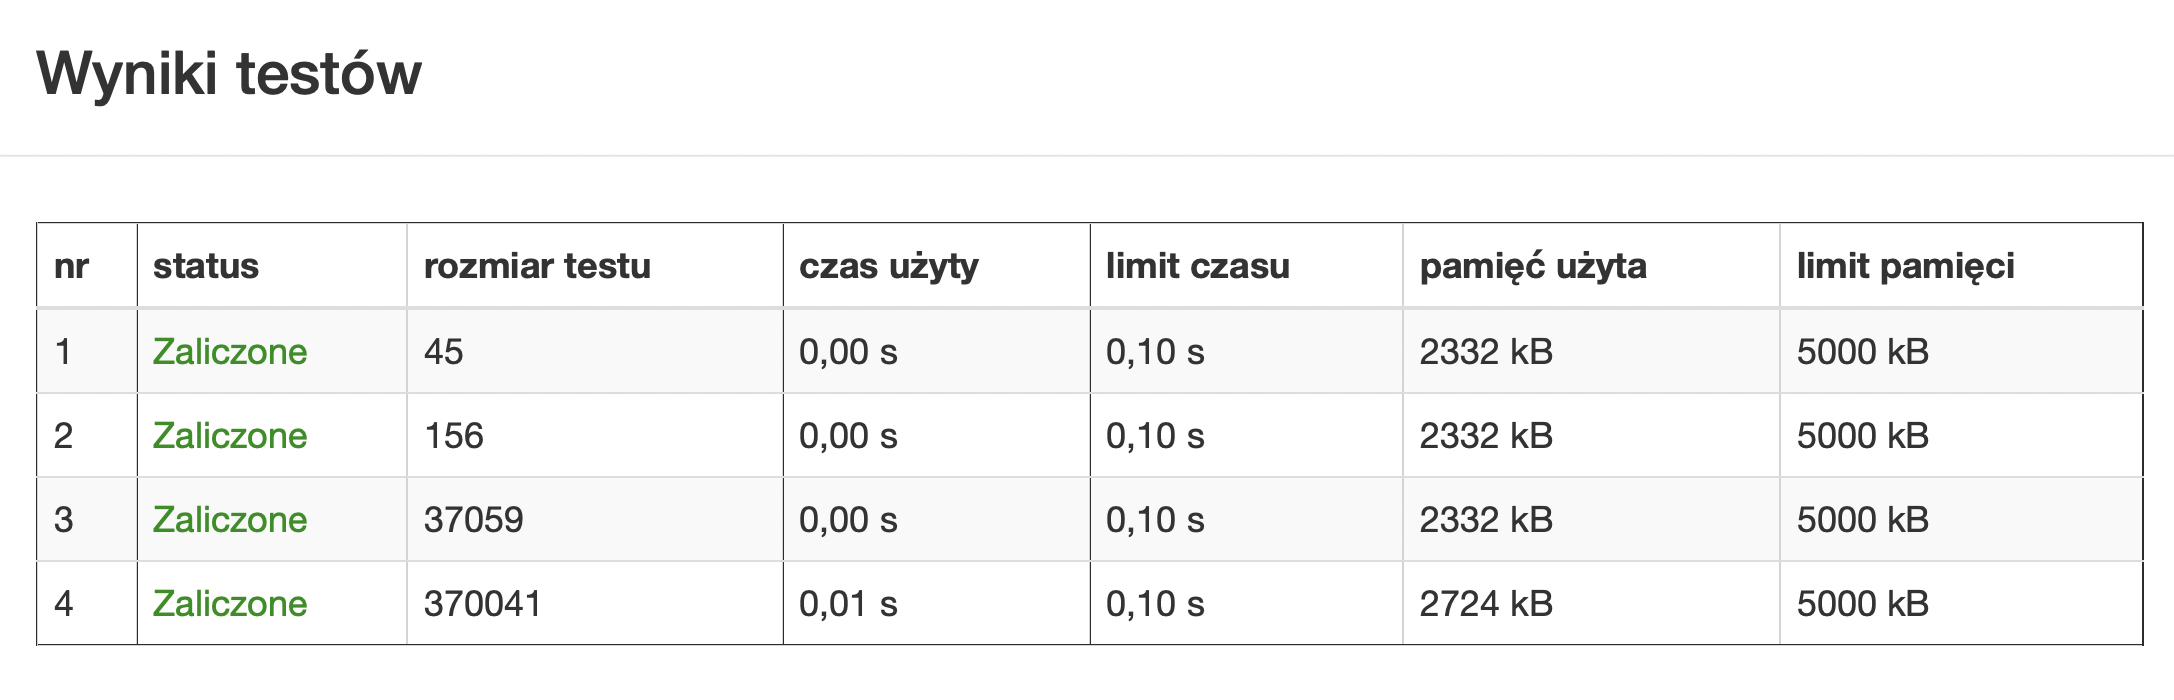 Wyniki testów
nr status rozmiar testu czas użyty limit czasu pamięć użyta limit pamięci
1 Zaliczone 45 0,00 s 0,10 s 2332 kB 5000 kB
2 Zaliczone 156 0,00 s 0,10 s 2332 kB 5000 kB
3 Zaliczone 37059 0,00 s 0,10 s 2332 kB 5000 kB
4 Zaliczone 370041 0,01 s 0,10 s 2724 kB 5000 kB